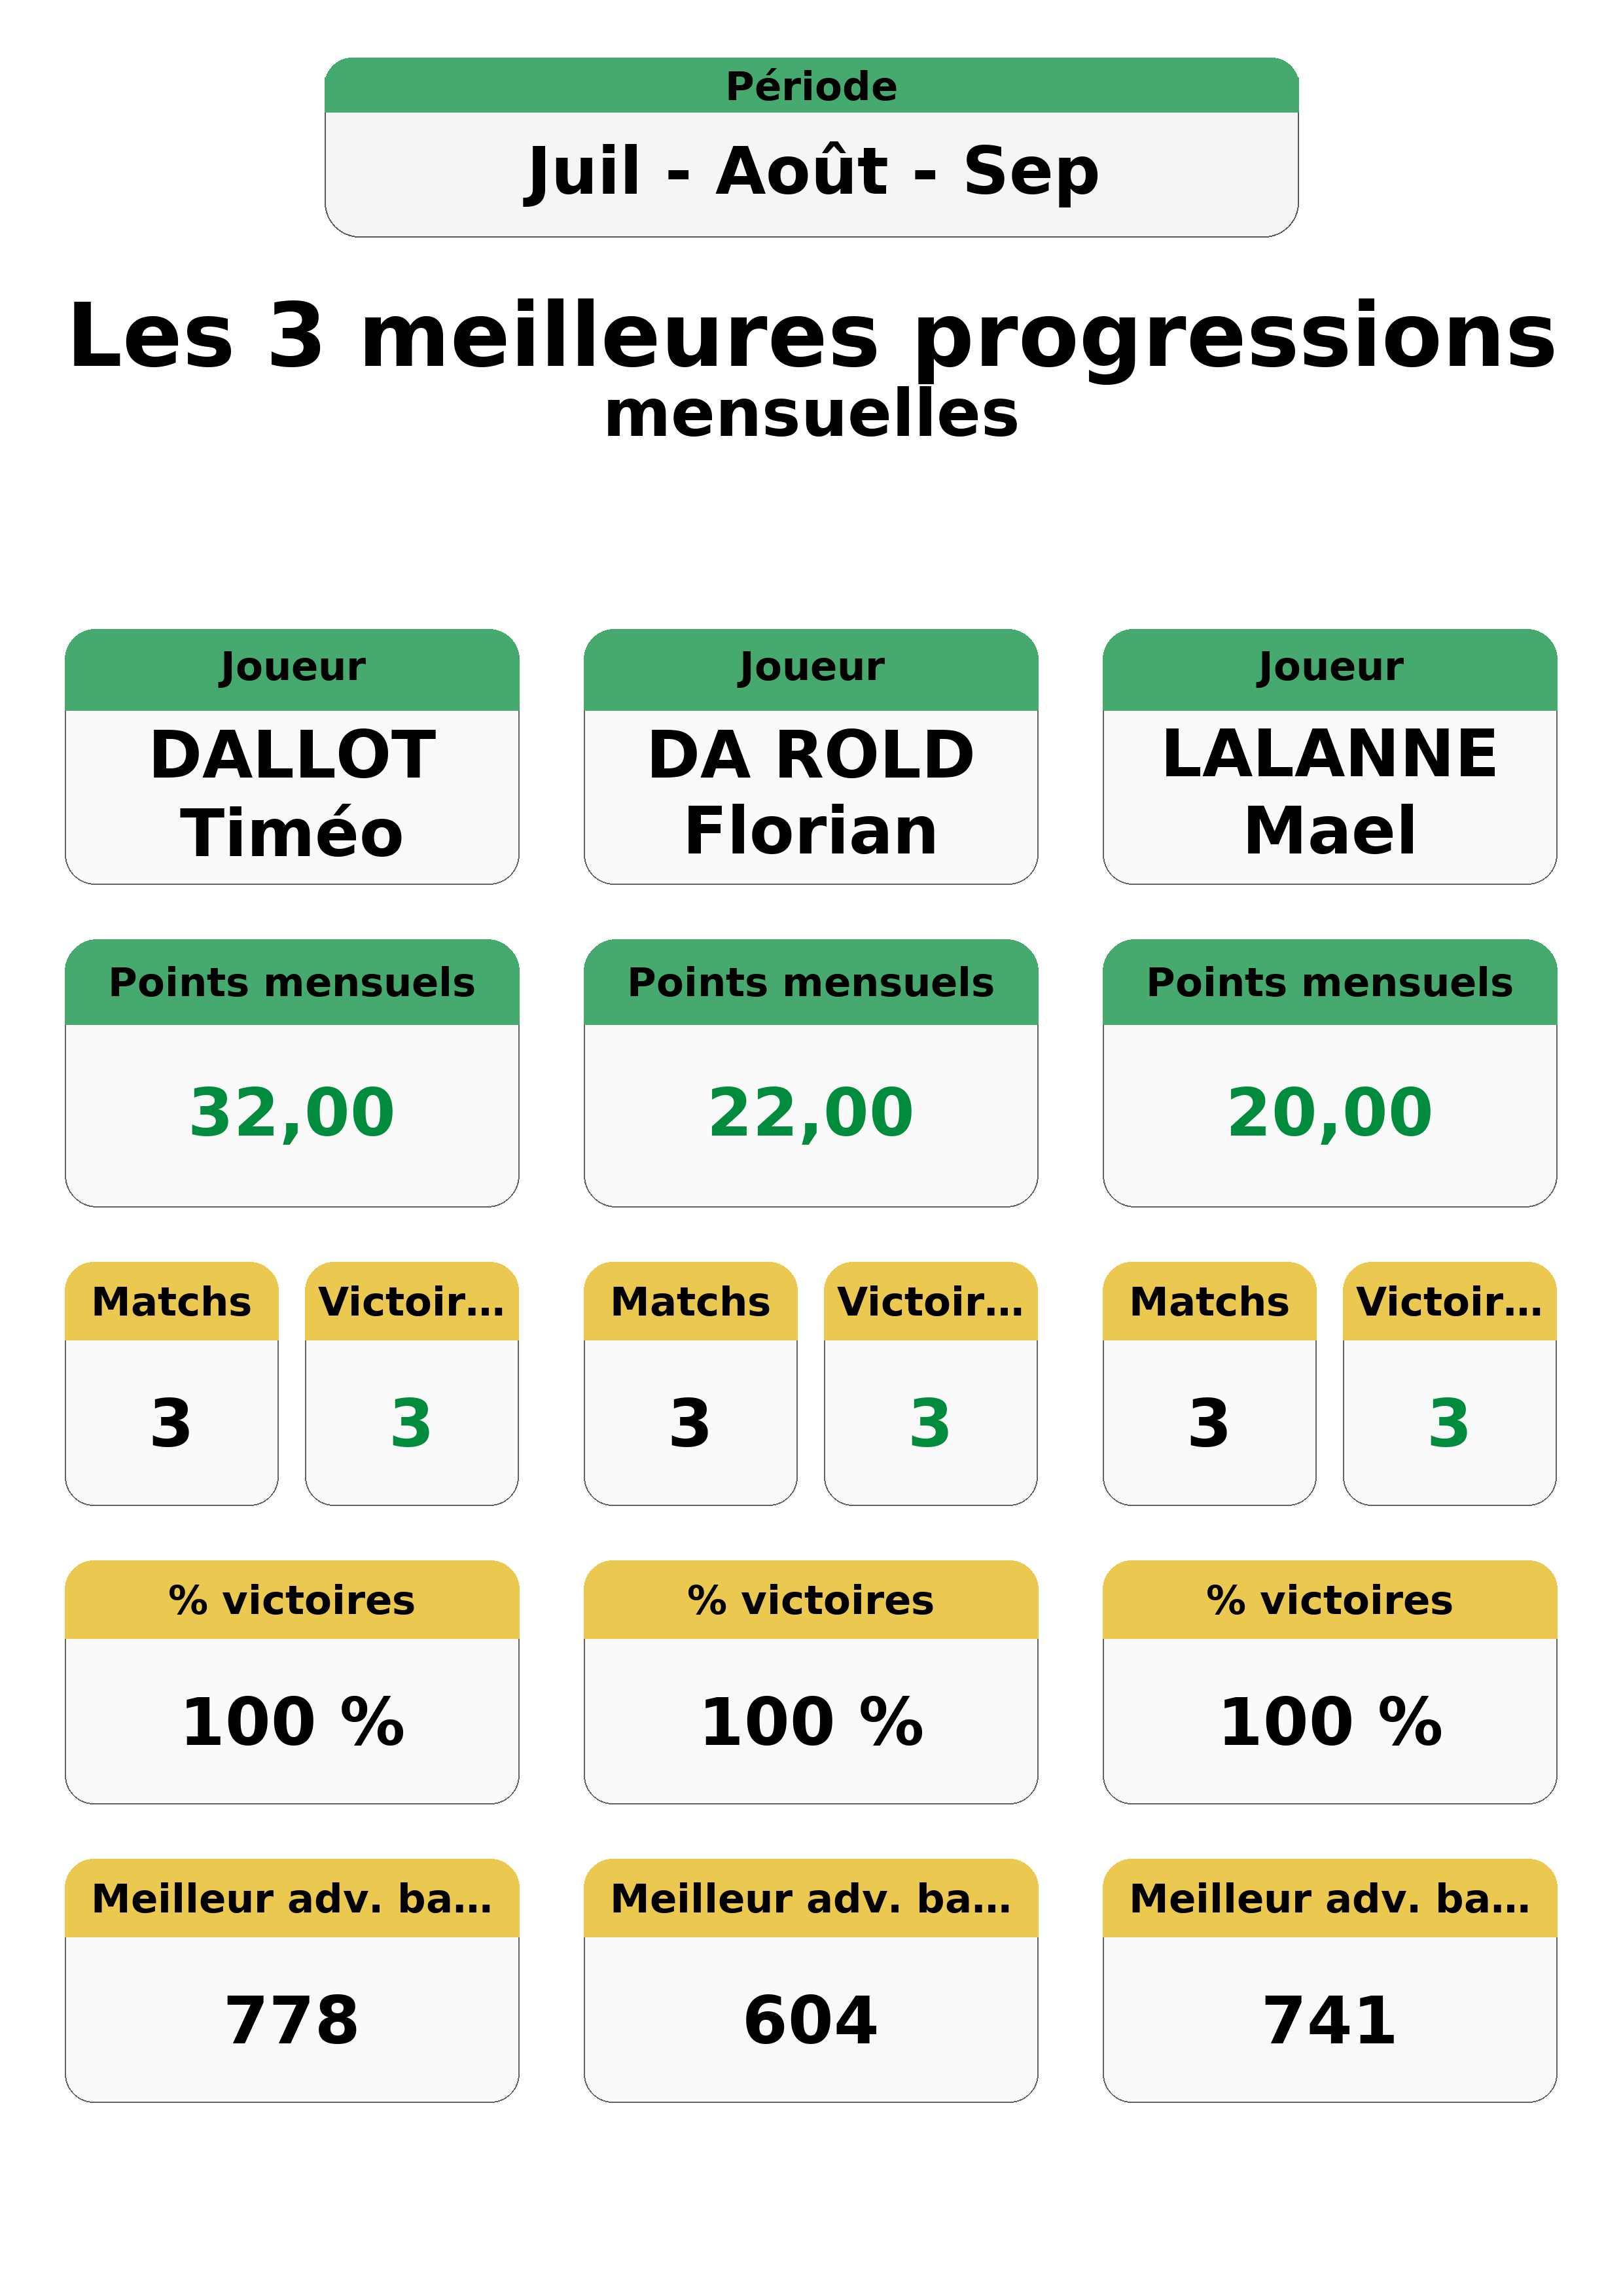 Période
Juil - Août - Sep
Les 3 meilleures progressions
mensuelles
Joueur
DALLOT
Timéo
Joueur
DA ROLD
Florian
Joueur
LALANNE
Mael
Points mensuels
32,00
Points mensuels
22,00
Points mensuels
20,00
Matchs
3
Victoir...
3
Matchs
3
Victoir...
3
Matchs
3
Victoir...
3
% victoires
100 %
% victoires
100 %
% victoires
100 %
Meilleur adv. ba...
778
Meilleur adv. ba...
604
Meilleur adv. ba...
741